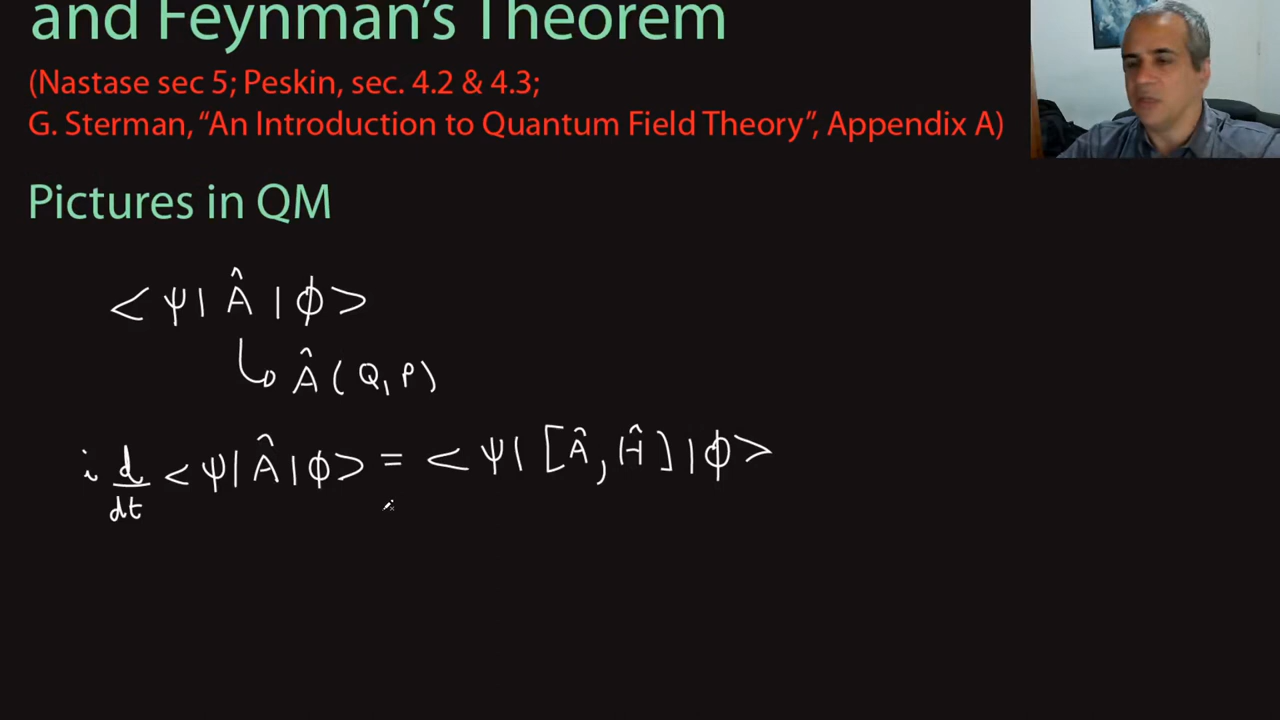 and Feynman's Theorem
(Nastase sec 5; Peskin, sec. 4.2 & 4.3;
G. Sterman, “An Introduction to Quantum Field Theory”, Appendix A)
Pictures in QM
<ψ| Â |ϕ>
↳ Â(Q,P)
i d/dt <ψ|Â|ϕ> = <ψ| [Â,Ĥ] |ϕ>